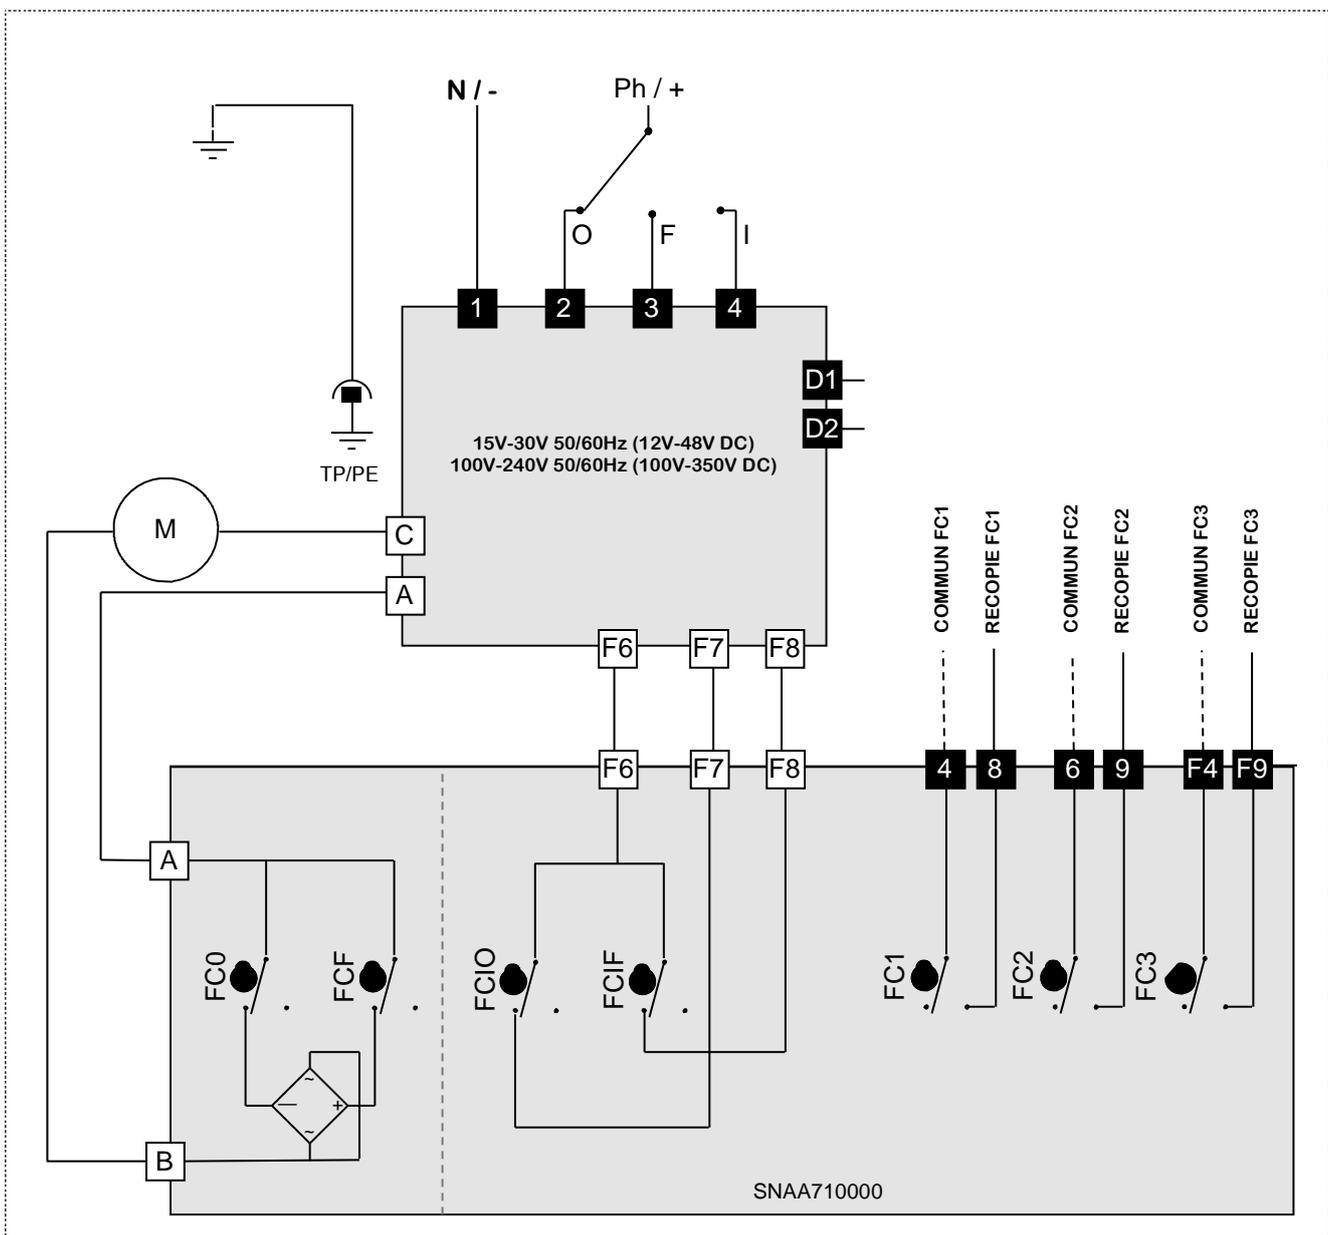 N / -
Ph / +
O
F
I
1
2
3
4
D1
D2
15V-30V 50/60Hz (12V-48V DC)
100V-240V 50/60Hz (100V-350V DC)
TP/PE
M
C
A
F6
F7
F8
COMMUN FC1
RECOPIE FC1
COMMUN FC2
RECOPIE FC2
COMMUN FC3
RECOPIE FC3
F6
F7
F8
4
8
6
9
F4
F9
A
FC0
FCF
FCIO
FCIF
FC1
FC2
FC3
~
—
+
~
B
SNAA710000